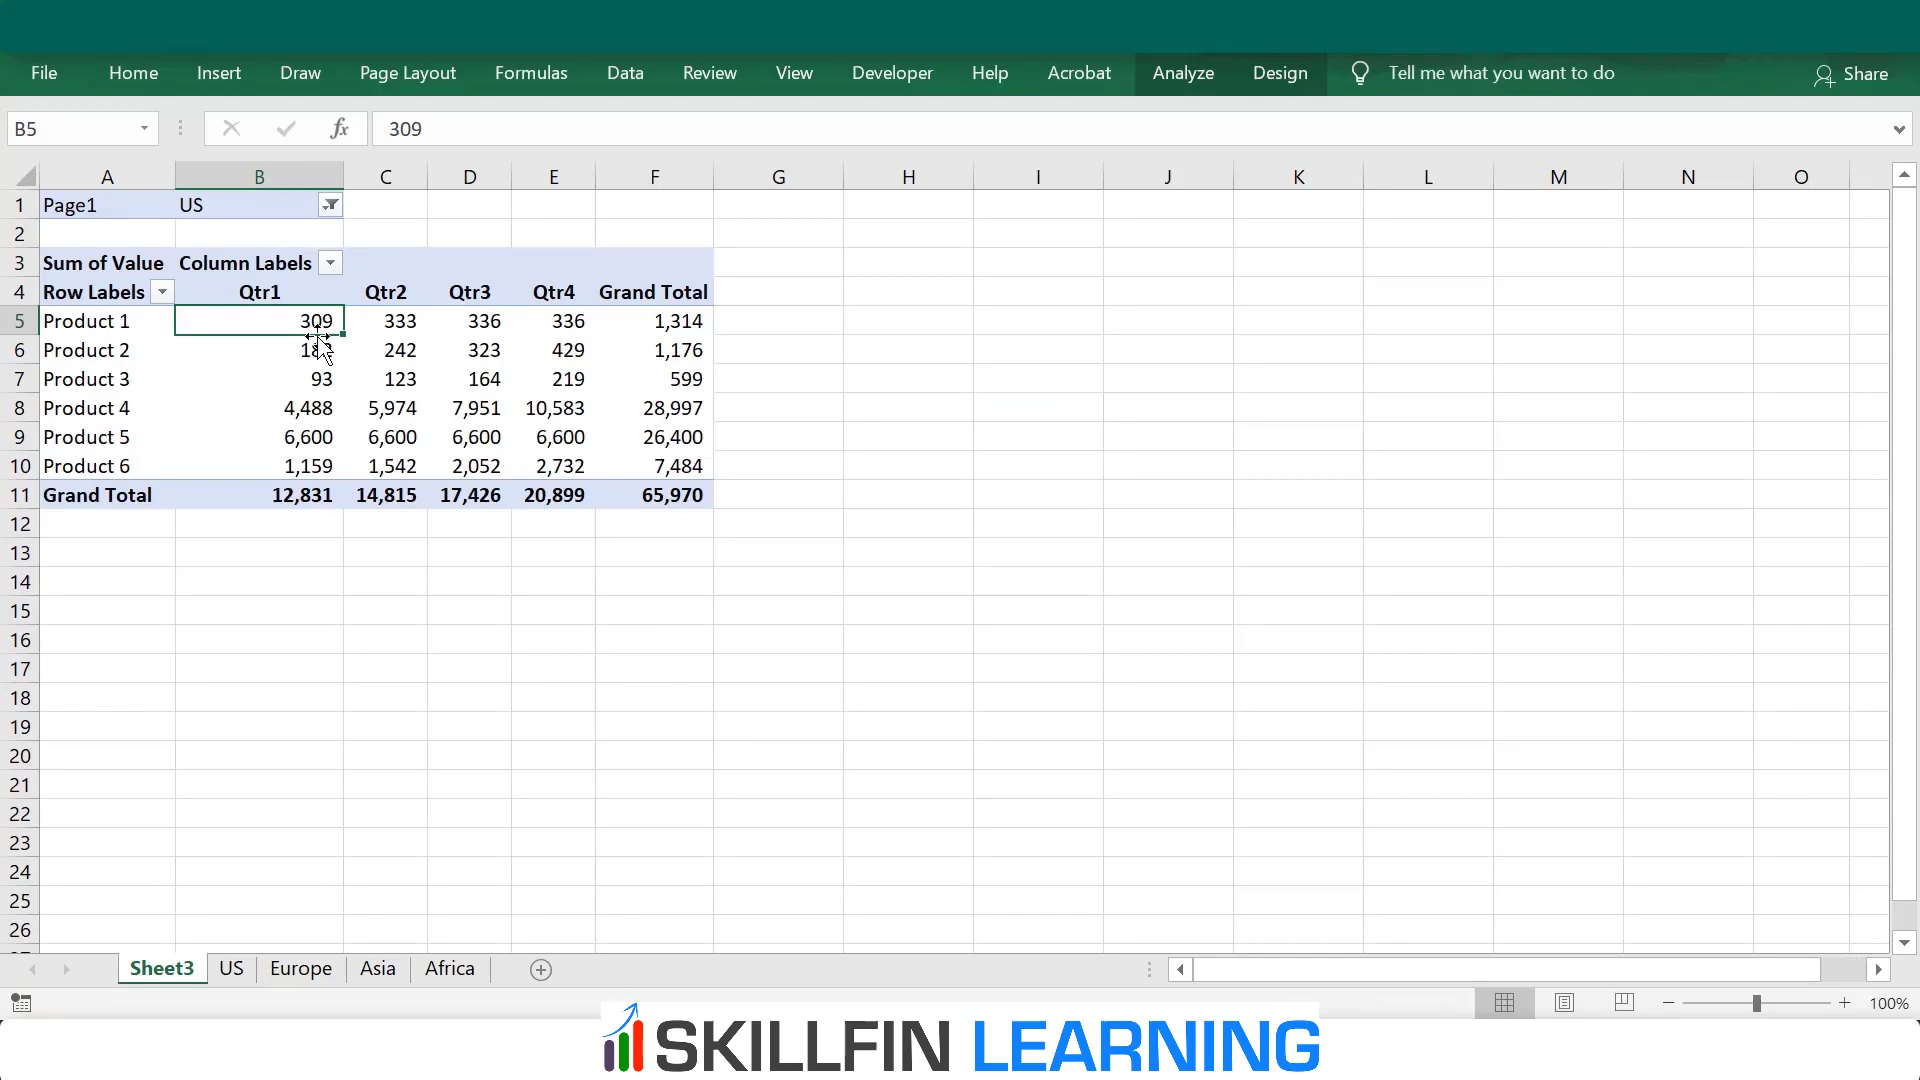 File Home Insert Draw Page Layout Formulas Data Review View Developer Help Acrobat Analyze Design Tell me what you want to do Share
B5 fx 309
A B C D E F G H I J K L M N O
1 Page1 US
2
3 Sum of Value Column Labels
4 Row Labels Qtr1 Qtr2 Qtr3 Qtr4 Grand Total
5 Product 1 309 333 336 336 1,314
6 Product 2 242 323 429 1,176
7 Product 3 93 123 164 219 599
8 Product 4 4,488 5,974 7,951 10,583 28,997
9 Product 5 6,600 6,600 6,600 6,600 26,400
10 Product 6 1,159 1,542 2,052 2,732 7,484
11 Grand Total 12,831 14,815 17,426 20,899 65,970
12
13
14
15
16
17
18
19
20
21
22
23
24
25
26
Sheet3 US Europe Asia Africa
100%
SKILLFIN LEARNING